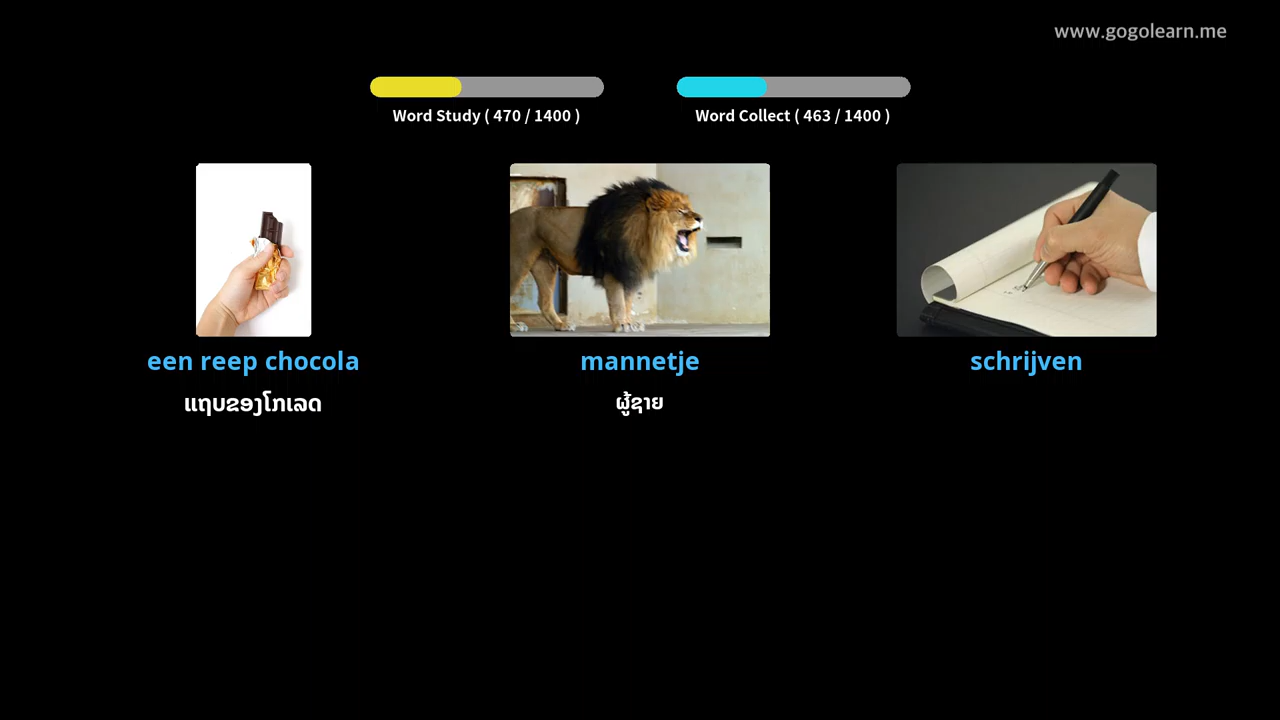 www.gogolearn.me
Word Study ( 470 / 1400 )
Word Collect ( 463 / 1400 )
een reep chocola
mannetje
schrijven
ແຖບຂອງໂກເລດ
ຜູ້ຊາຍ